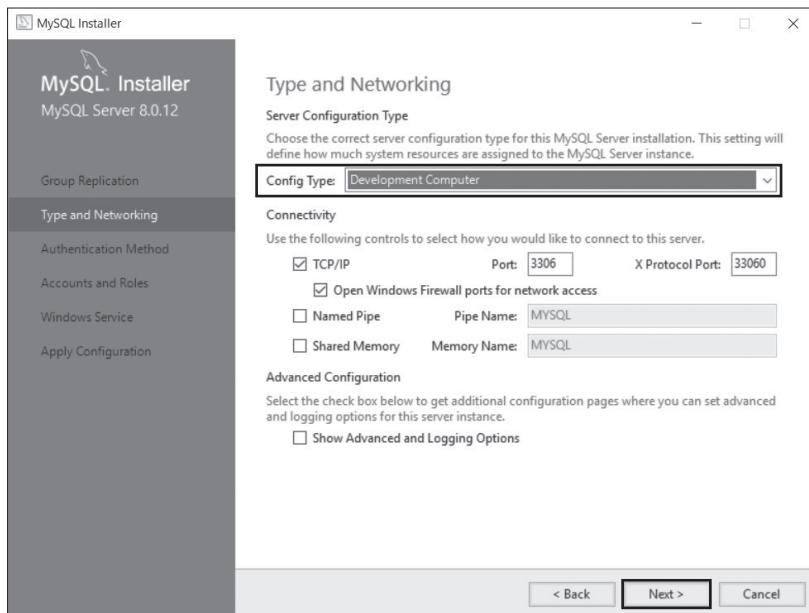 MySQL Installer
MySQL. Installer
MySQL Server 8.0.12
Group Replication
Type and Networking
Authentication Method
Accounts and Roles
Windows Service
Apply Configuration
Type and Networking
Server Configuration Type
Choose the correct server configuration type for this MySQL Server installation. This setting will
define how much system resources are assigned to the MySQL Server instance.
Config Type: Development Computer
Connectivity
Use the following controls to select how you would like to connect to this server.
TCP/IP Port: 3306 X Protocol Port: 33060
Open Windows Firewall ports for network access
Named Pipe Pipe Name: MYSQL
Shared Memory Memory Name: MYSQL
Advanced Configuration
Select the check box below to get additional configuration pages where you can set advanced
and logging options for this server instance.
Show Advanced and Logging Options
< Back Next > Cancel